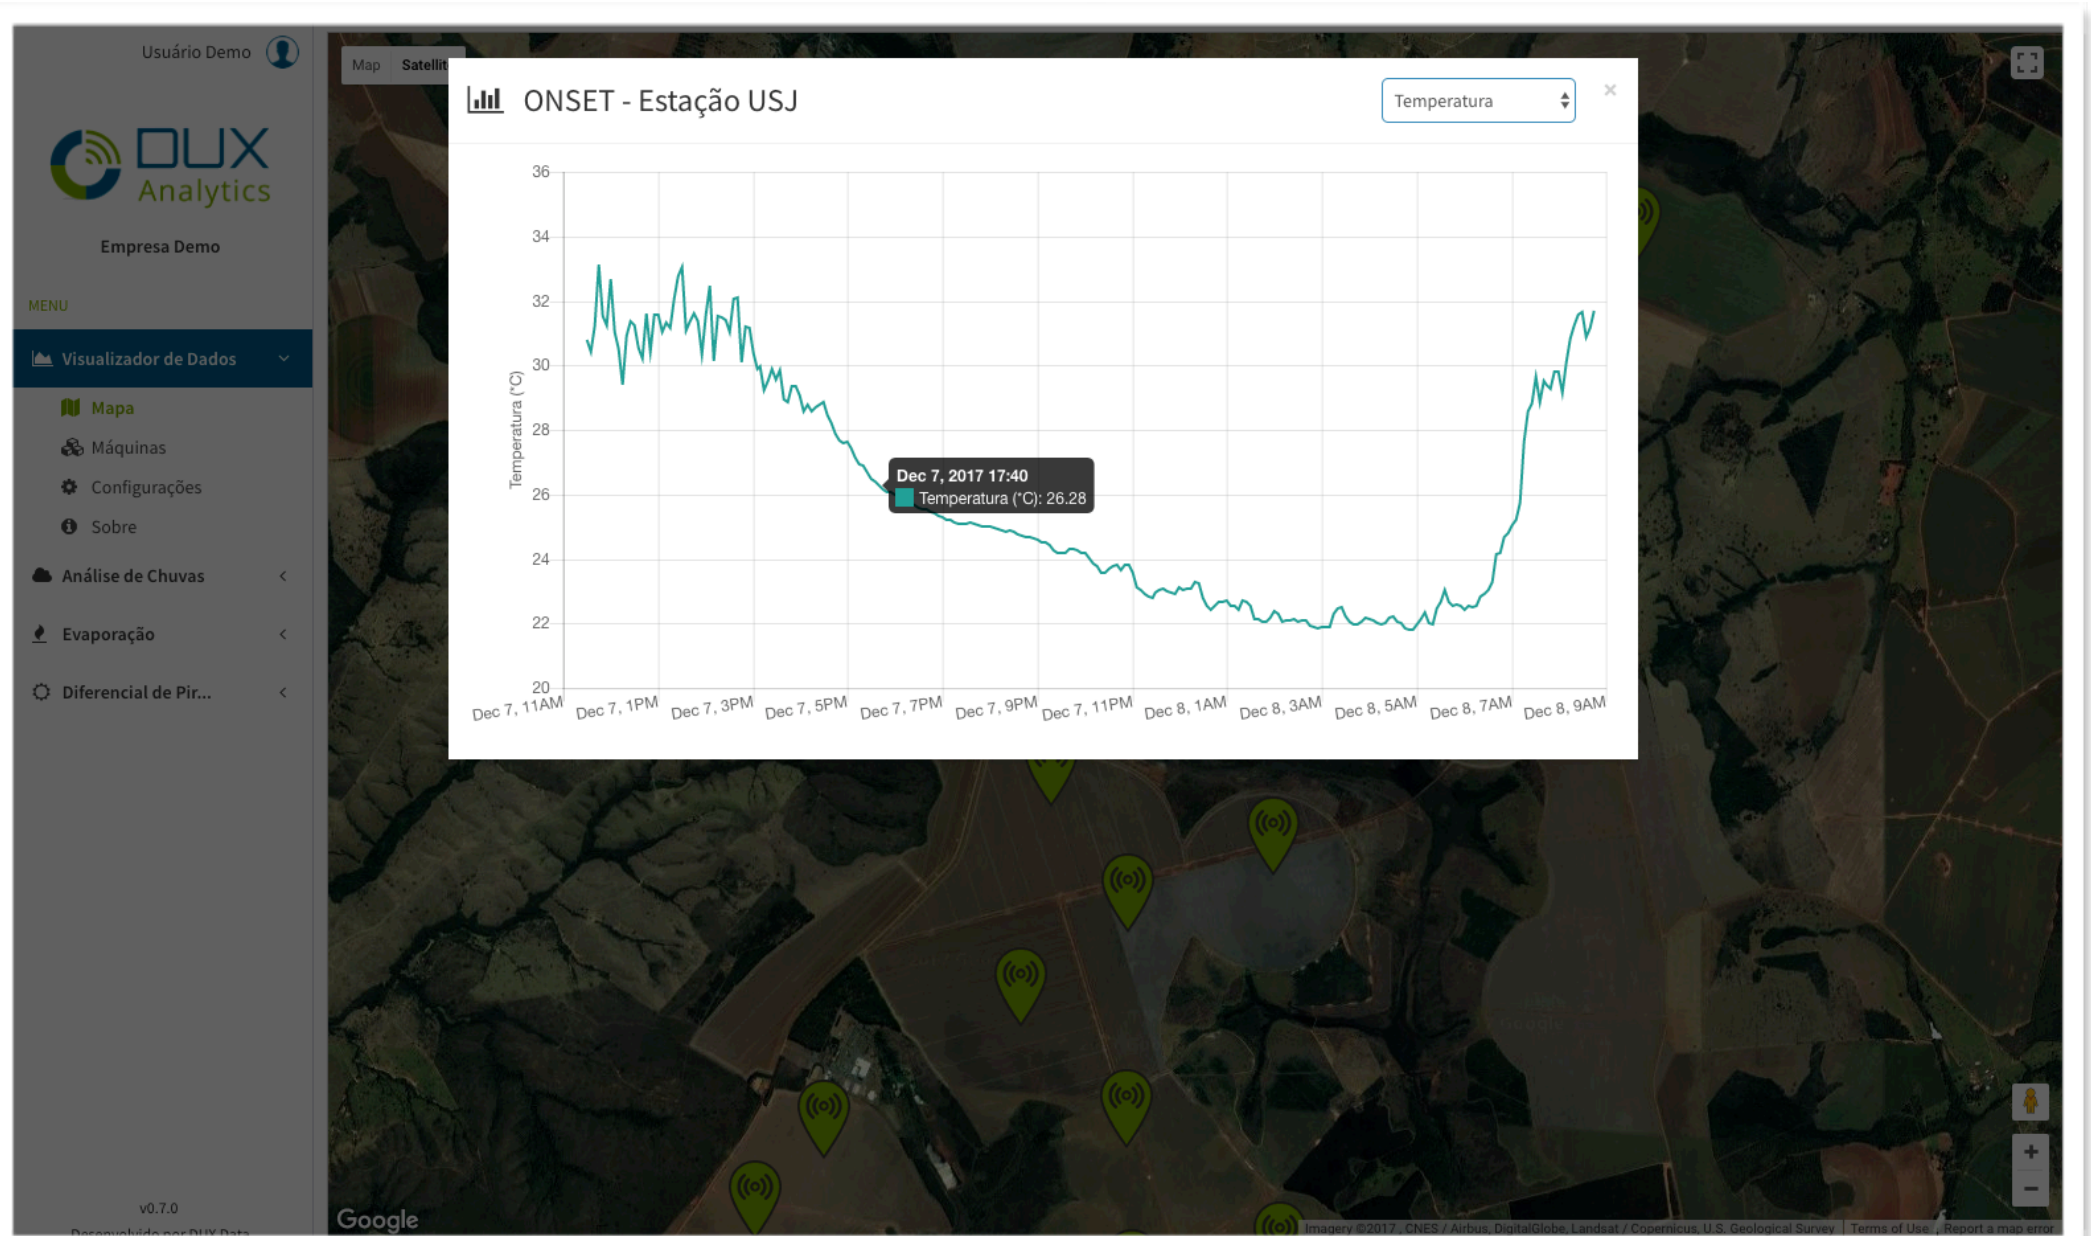 Usuário Demo
DUX
Analytics
Empresa Demo
MENU
Visualizador de Dados
Mapa
Máquinas
Configurações
Sobre
Análise de Chuvas
Evaporação
Diferencial de Pir...
v0.7.0
Desenvolvido por DUX Data
Map
Satellit
ONSET - Estação USJ
Temperatura
×
36
34
32
30
28
26
24
22
20
Temperatura (°C)
Dec 7, 2017 17:40
Temperatura (°C): 26.28
Dec 7, 11AM
Dec 7, 1PM
Dec 7, 3PM
Dec 7, 5PM
Dec 7, 7PM
Dec 7, 9PM
Dec 7, 11PM
Dec 8, 1AM
Dec 8, 3AM
Dec 8, 5AM
Dec 8, 7AM
Dec 8, 9AM
+
−
Google
Imagery ©2017 , CNES / Airbus, DigitalGlobe, Landsat / Copernicus, U.S. Geological Survey
Terms of Use
Report a map error